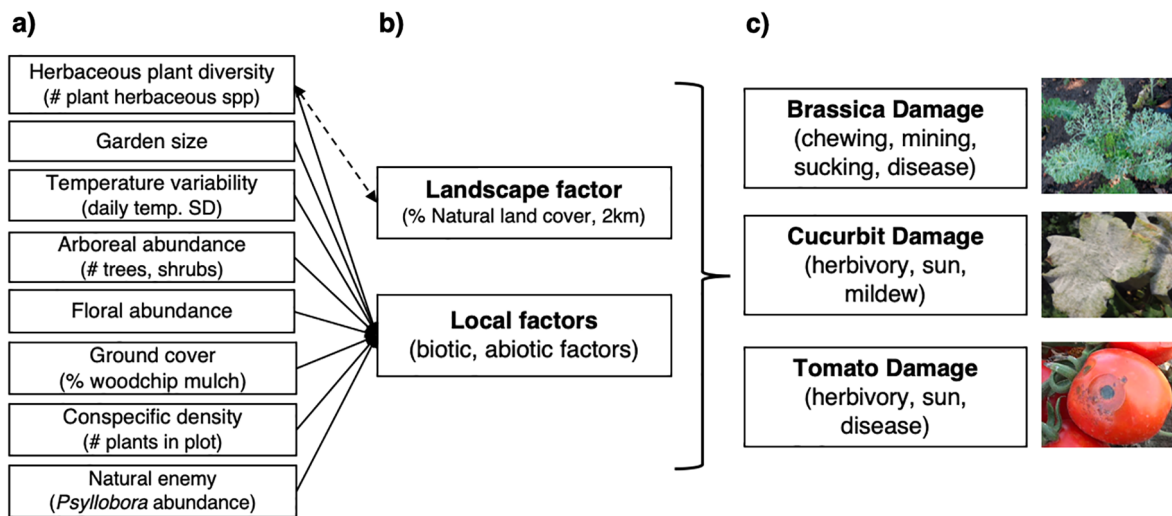 a)
Herbaceous plant diversity
(# plant herbaceous spp)
Garden size
Temperature variability
(daily temp. SD)
Arboreal abundance
(# trees, shrubs)
Floral abundance
Ground cover
(% woodchip mulch)
Conspecific density
(# plants in plot)
Natural enemy
(Psyllobora abundance)
b)
Landscape factor
(% Natural land cover, 2km)
Local factors
(biotic, abiotic factors)
c)
Brassica Damage
(chewing, mining,
sucking, disease)
Cucurbit Damage
(herbivory, sun,
mildew)
Tomato Damage
(herbivory, sun,
disease)